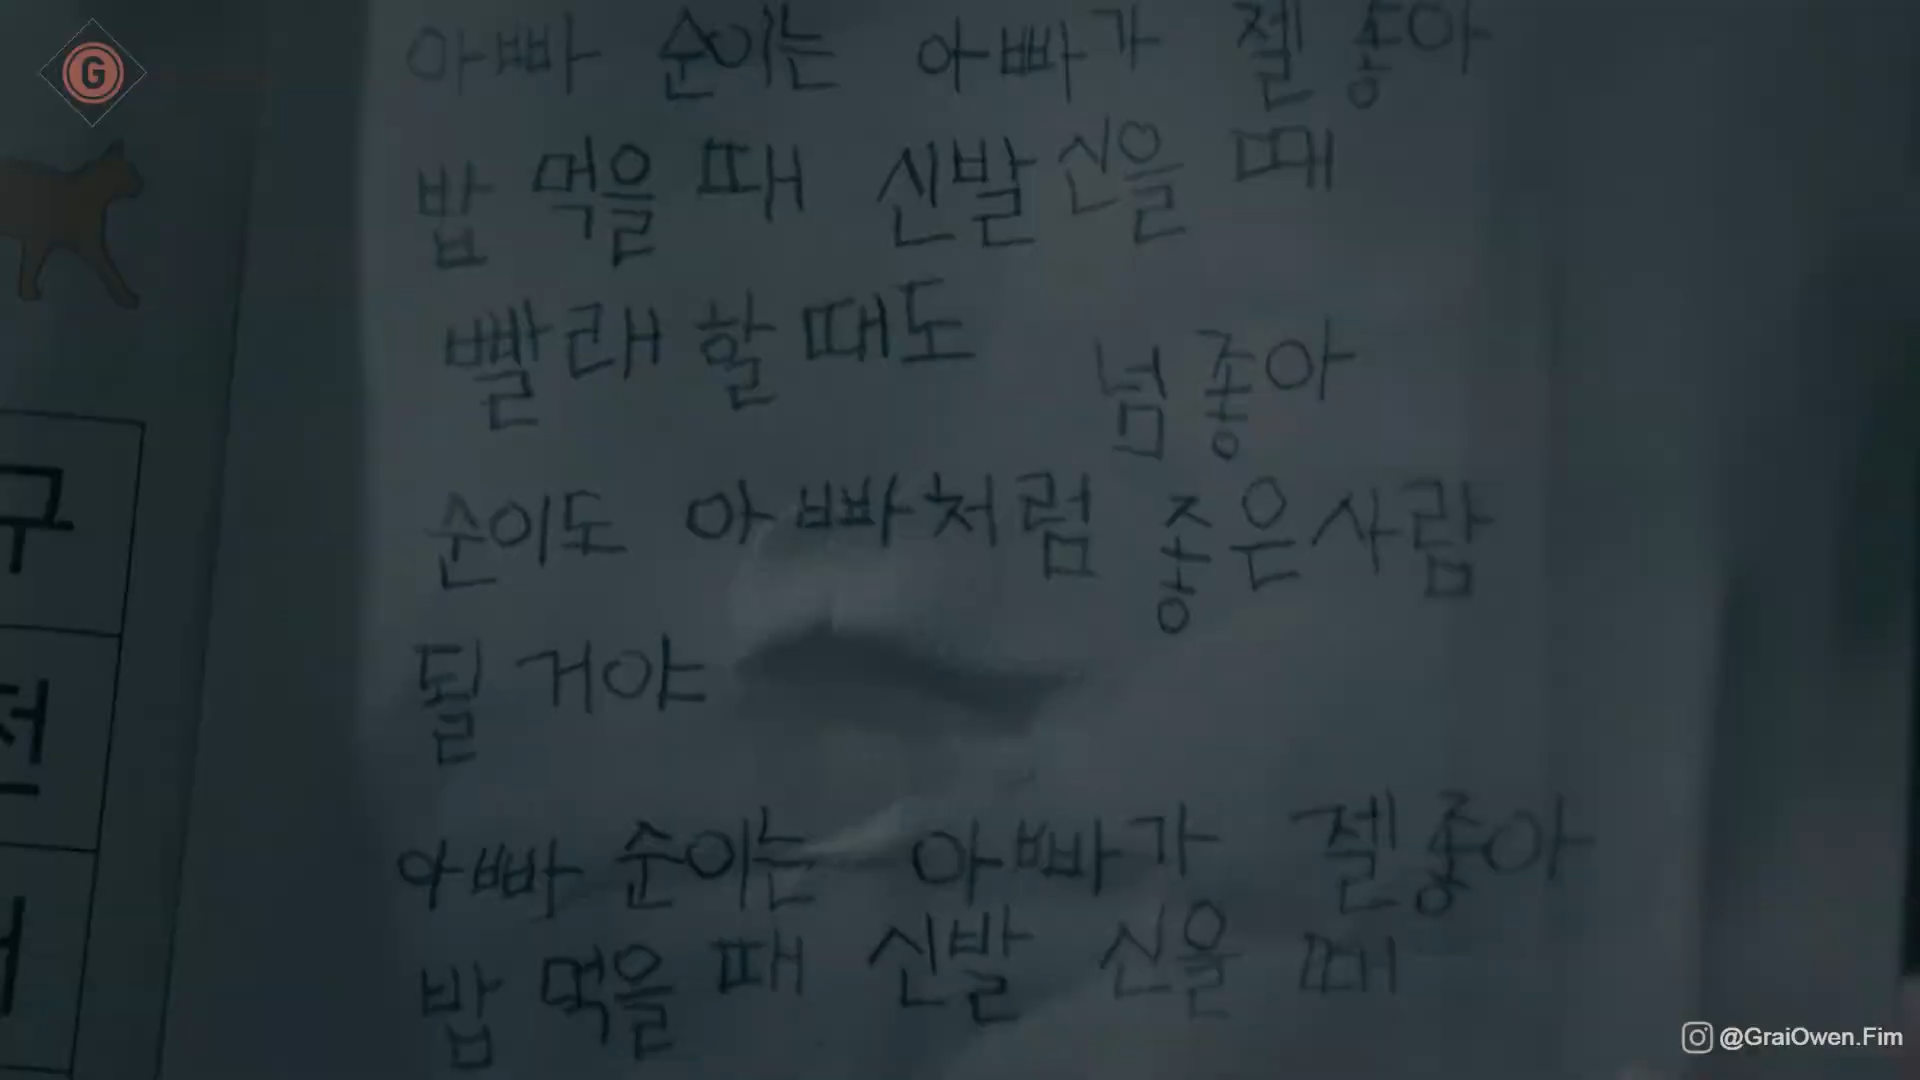 G
아빠 순이는 아빠가 젤 좋아
밥 먹을 때 신발 신을 때
빨래 할 때도 넘 좋아
순이도 아빠처럼 좋은사람
될 거야
아빠 순이는 아빠가 젤 좋아
밥 먹을 때 신발 신을 때
구
@GraiOwen.Fim